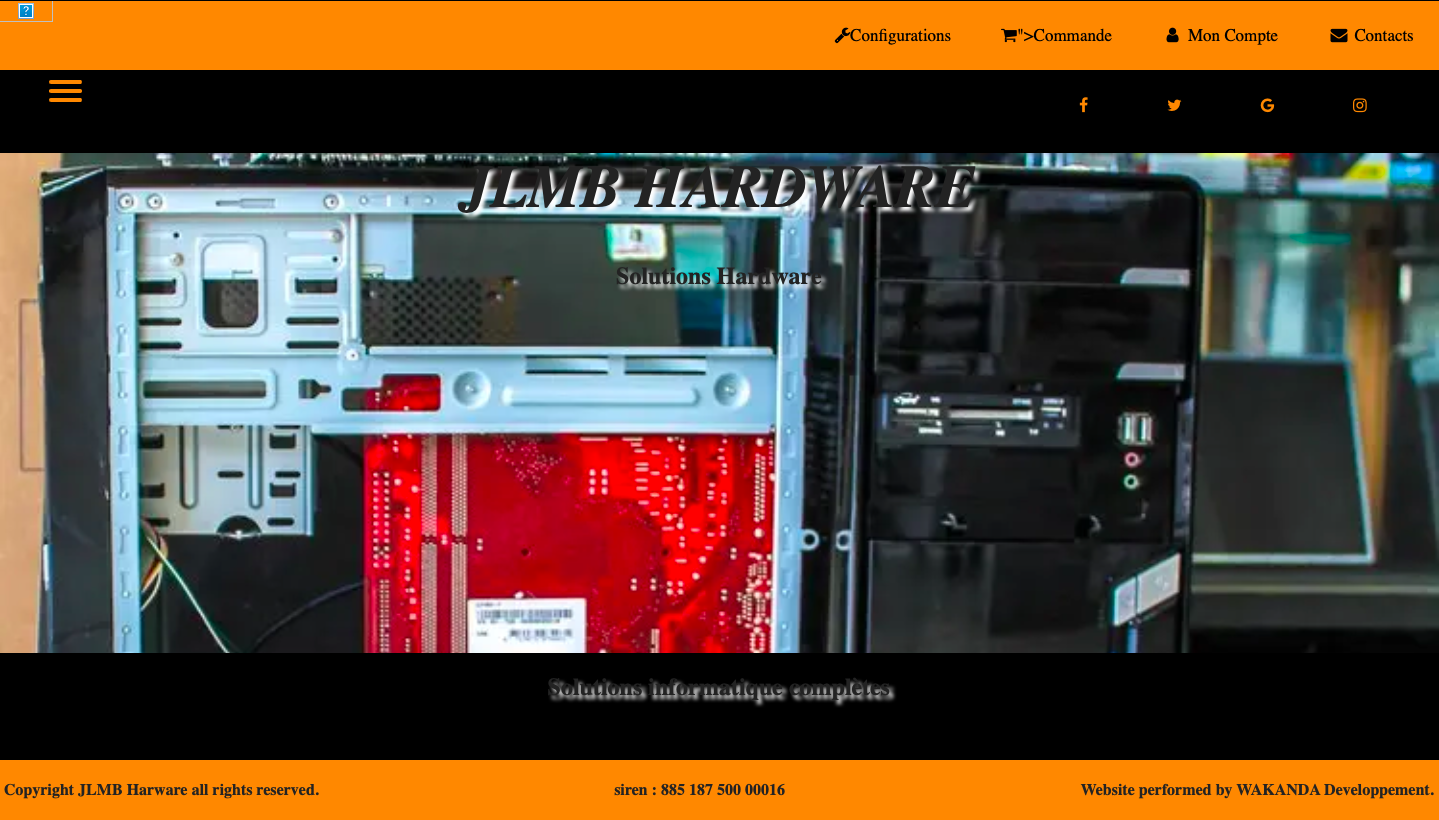 Configurations
">Commande
Mon Compte
Contacts
JLMB HARDWARE
Solutions Hardware
Solutions informatique complètes
Copyright JLMB Harware all rights reserved.
siren : 885 187 500 00016
Website performed by WAKANDA Developpement.